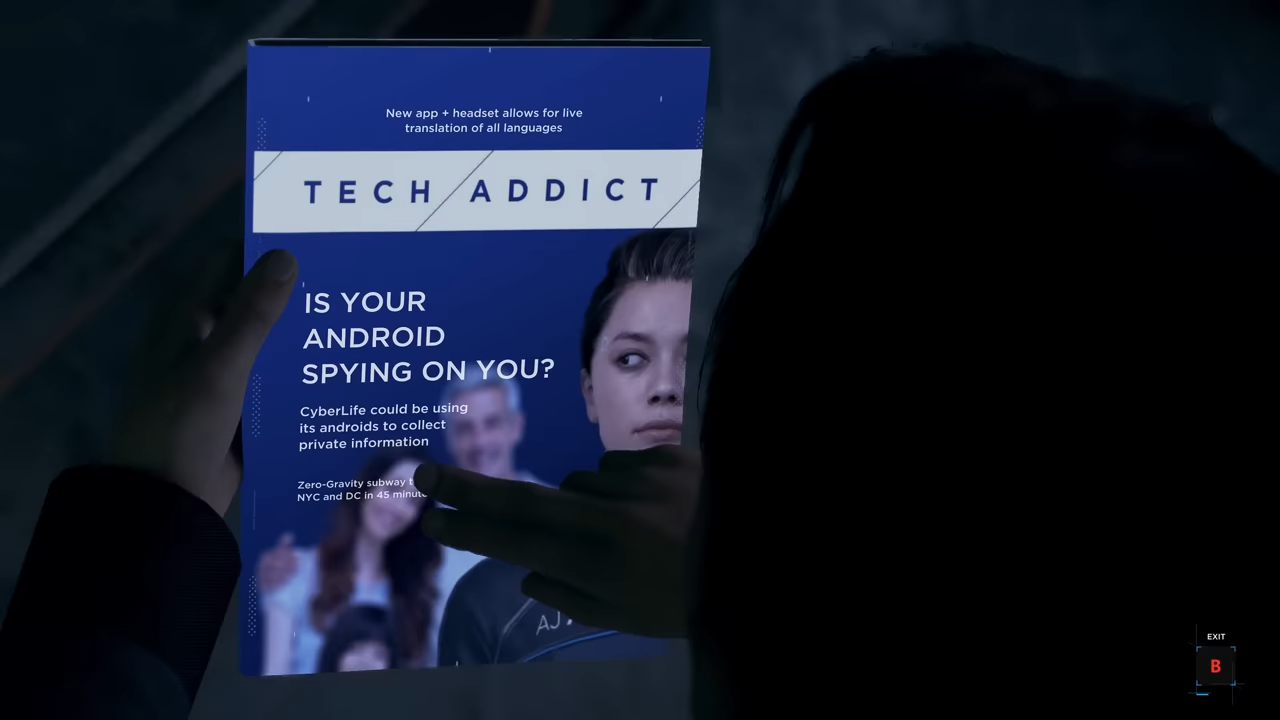 New app + headset allows for live
translation of all languages
TECH ADDICT
IS YOUR
ANDROID
SPYING ON YOU?
CyberLife could be using
its androids to collect
private information
Zero-Gravity subway
NYC and DC in 45
AJ
EXIT
B